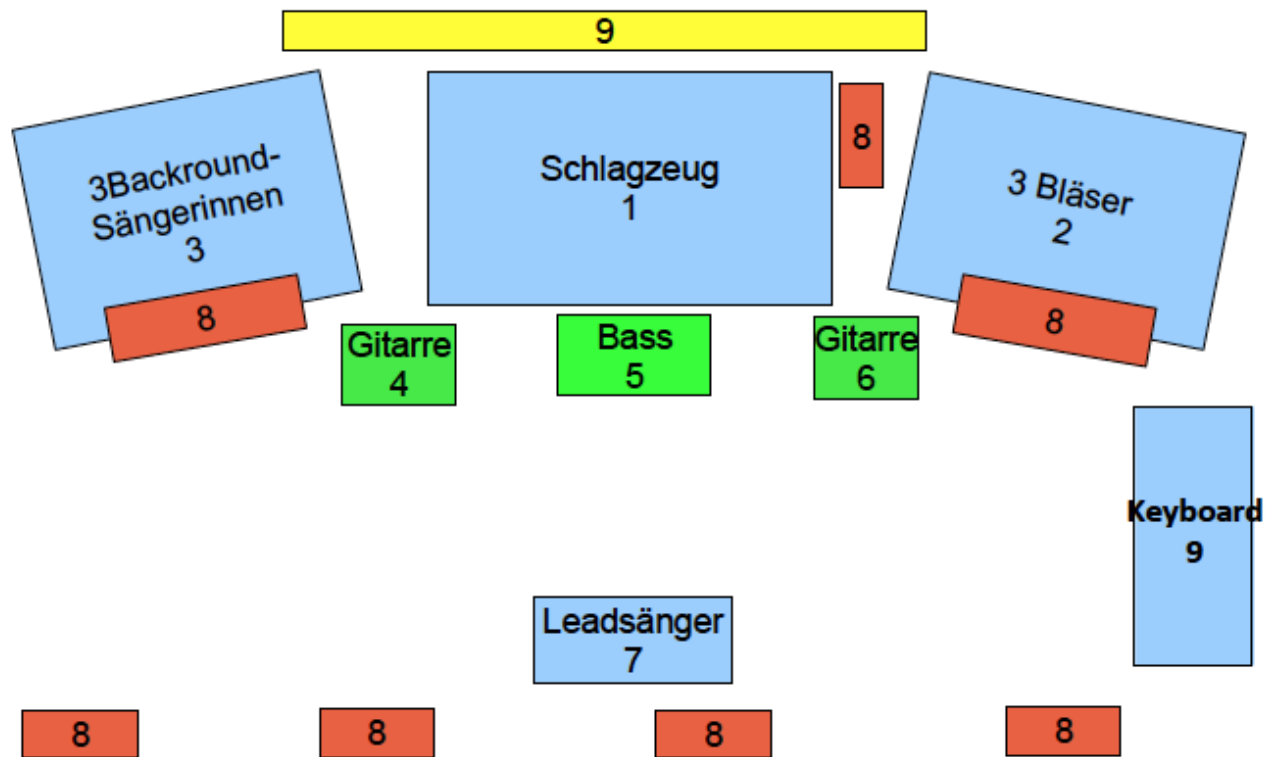 9
3Backround-
Sängerinnen
3
Schlagzeug
1
8
3 Bläser
2
8
8
Gitarre
4
Bass
5
Gitarre
6
Keyboard
9
Leadsänger
7
8
8
8
8